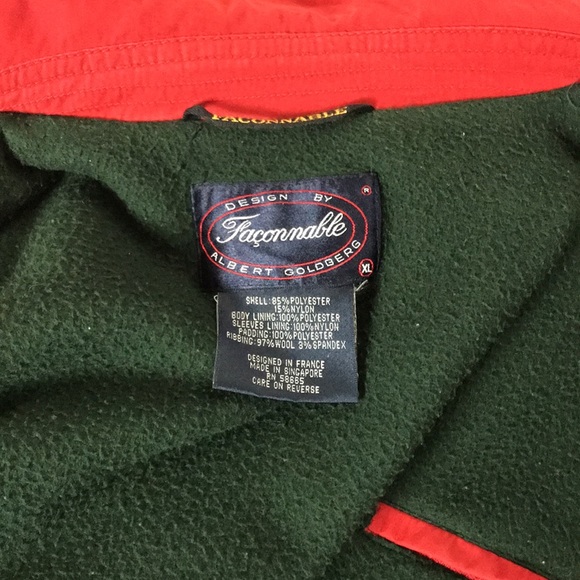 FACONNABLE
DESIGN BY
R
Façonnable
ALBERT GOLDBERG
XL
SHELL:85%POLYESTER
15%NYLON
BODY LINING:100%POLYESTER
SLEEVES LINING:100%NYLON
PADDING:100%POLYESTER
RIBBING:97%WOOL 3%SPANDEX
DESIGNED IN FRANCE
MADE IN SINGAPORE
RN 58685
CARE ON REVERSE